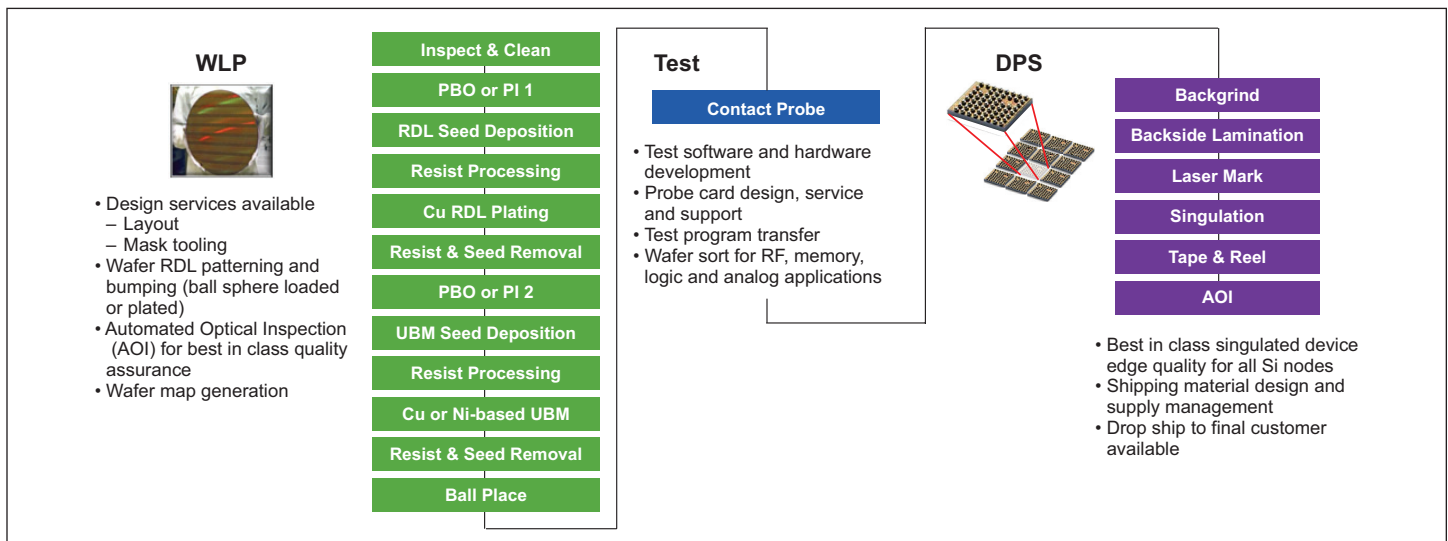 WLP
• Design services available
– Layout
– Mask tooling
• Wafer RDL patterning and
bumping (ball sphere loaded
or plated)
• Automated Optical Inspection
(AOI) for best in class quality
assurance
• Wafer map generation
Inspect & Clean
PBO or PI 1
RDL Seed Deposition
Resist Processing
Cu RDL Plating
Resist & Seed Removal
PBO or PI 2
UBM Seed Deposition
Resist Processing
Cu or Ni-based UBM
Resist & Seed Removal
Ball Place
Test
Contact Probe
• Test software and hardware
development
• Probe card design, service
and support
• Test program transfer
• Wafer sort for RF, memory,
logic and analog applications
DPS
Backgrind
Backside Lamination
Laser Mark
Singulation
Tape & Reel
AOI
• Best in class singulated device
edge quality for all Si nodes
• Shipping material design and
supply management
• Drop ship to final customer
available